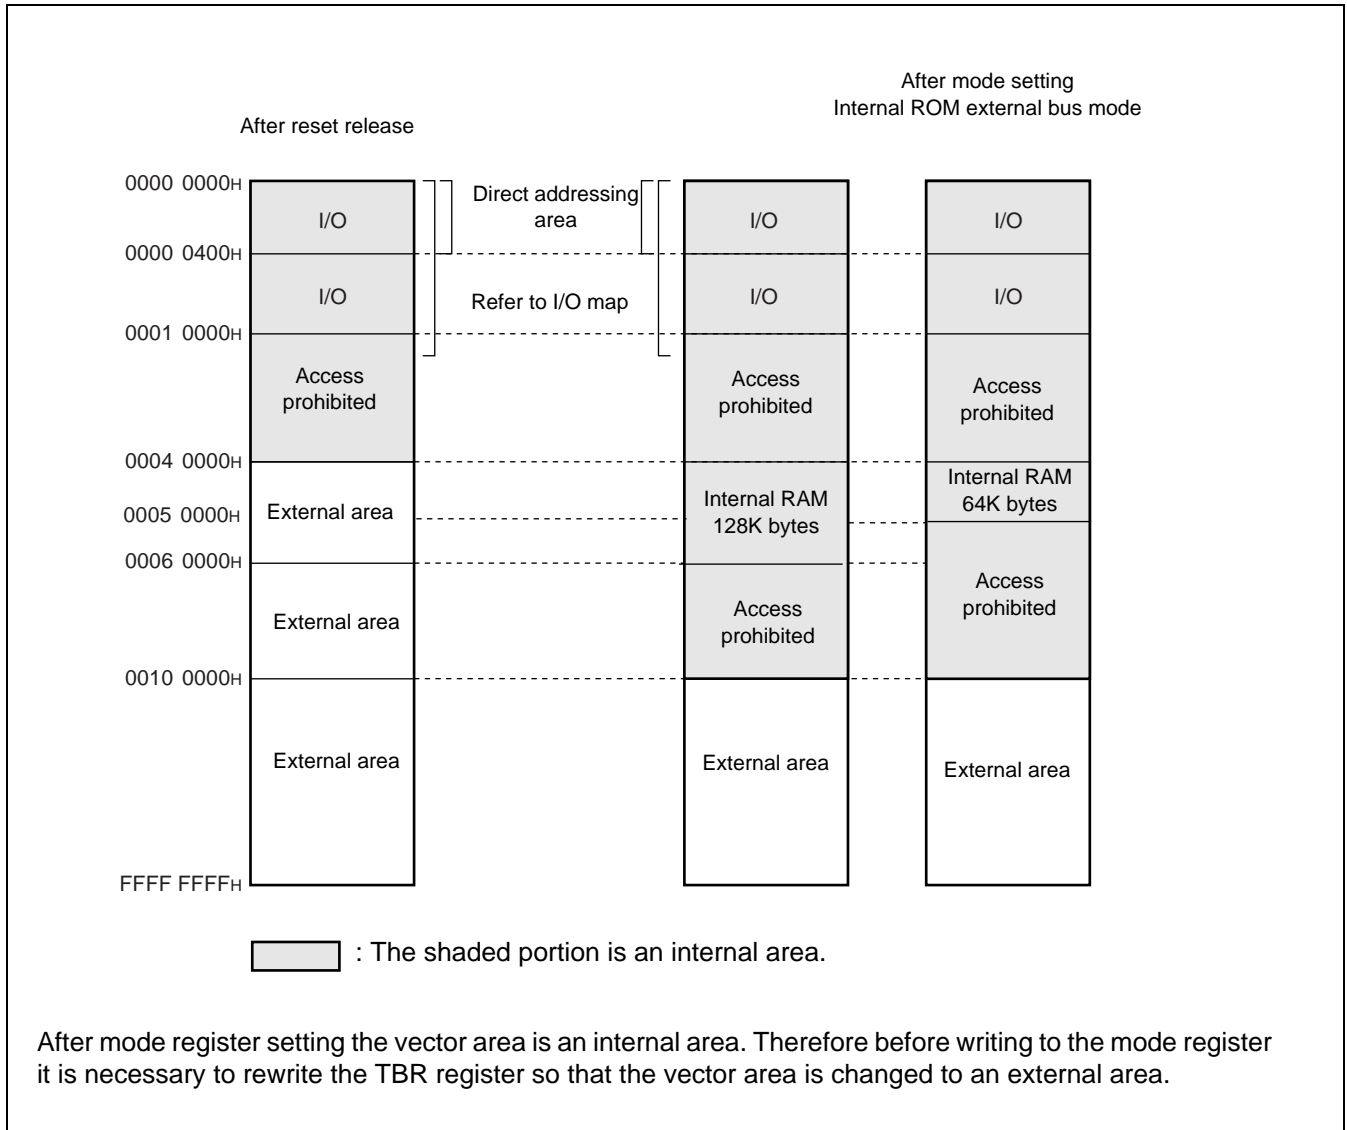 After mode setting
Internal ROM external bus mode
After reset release
0000 0000H
I/O
Direct addressing
area
I/O
I/O
0000 0400H
I/O
Refer to I/O map
I/O
I/O
0001 0000H
Access
prohibited
Access
prohibited
Access
prohibited
0004 0000H
External area
Internal RAM
128K bytes
Internal RAM
64K bytes
0005 0000H
0006 0000H
External area
Access
prohibited
Access
prohibited
0010 0000H
External area
External area
External area
FFFF FFFFH
: The shaded portion is an internal area.
After mode register setting the vector area is an internal area. Therefore before writing to the mode register
it is necessary to rewrite the TBR register so that the vector area is changed to an external area.